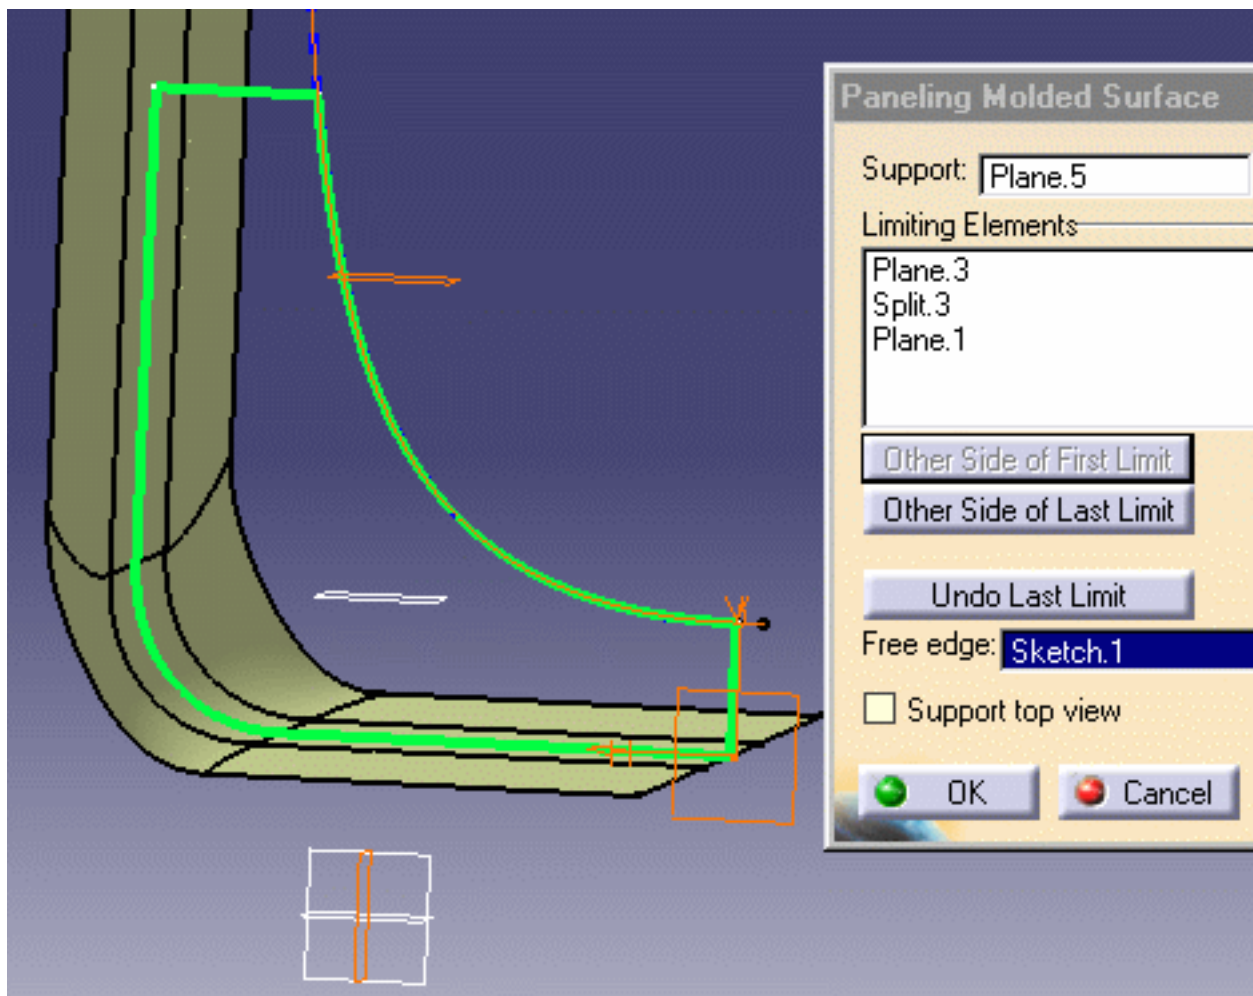 Paneling Molded Surface
Support: Plane.5
Limiting Elements
Plane.3
Split.3
Plane.1
Other Side of First Limit
Other Side of Last Limit
Undo Last Limit
Free edge: Sketch.1
Support top view
OK Cancel